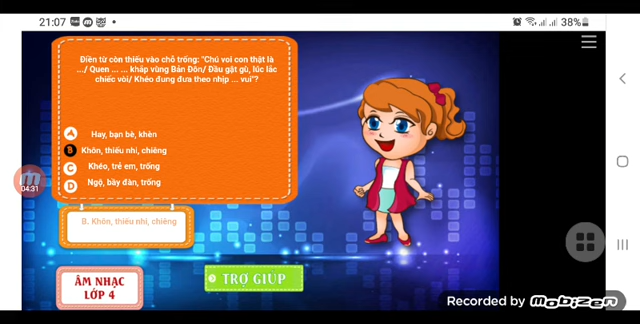 21:07
38%
Điền từ còn thiếu vào chỗ trống: "Chú voi con thật là
.../ Quen ... ... khắp vùng Bản Đôn/ Đầu gật gù, lúc lắc
chiếc vòi/ Khéo đung đưa theo nhịp ... vui"?
A Hay, bạn bè, khèn
B Khôn, thiếu nhi, chiêng
C Khéo, trẻ em, trống
D Ngộ, bầy đàn, trống
04:31
B. Khôn, thiếu nhi, chiêng
ÂM NHẠC
LỚP 4
TRỢ GIÚP
Recorded by Mobizen